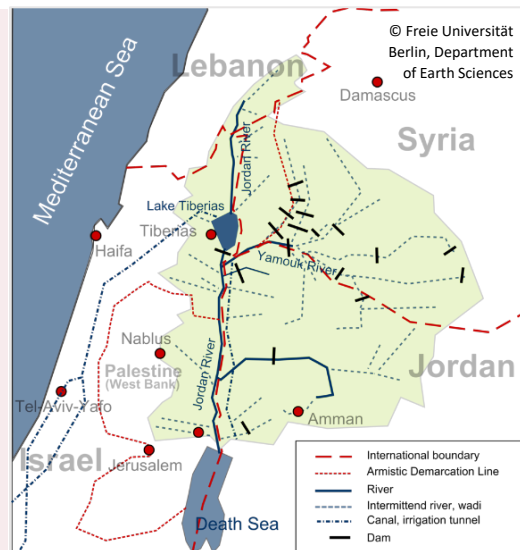 © Freie Universität
Berlin, Department
of Earth Sciences
Lebanon
Damascus
Mediterranean Sea
Syria
Jordan River
Lake Tiberias
Tiberias
Haifa
Yamouk River
Nablus
Palestine
(West Bank)
Jordan River
Jordan
Tel-Aviv-Yafo
Amman
Israel
Jerusalem
Death Sea
International boundary
Armistic Demarcation Line
River
Intermittend river, wadi
Canal, irrigation tunnel
Dam